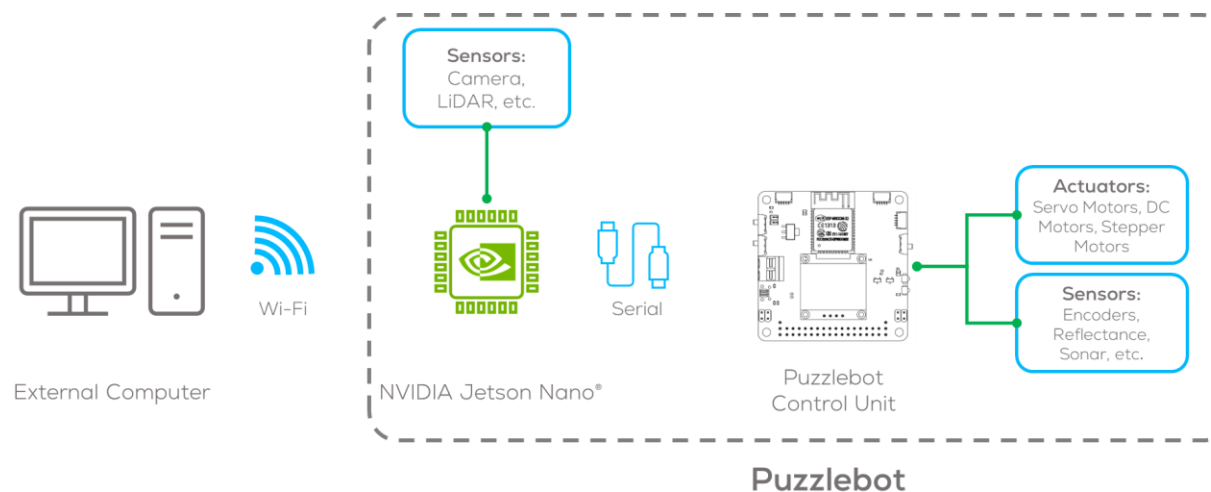 Sensors:
Camera,
LiDAR, etc.
Wi-Fi
Serial
Actuators:
Servo Motors, DC
Motors, Stepper
Motors
Sensors:
Encoders,
Reflectance,
Sonar, etc.
External Computer
NVIDIA Jetson Nano®
Puzzlebot
Control Unit
Puzzlebot